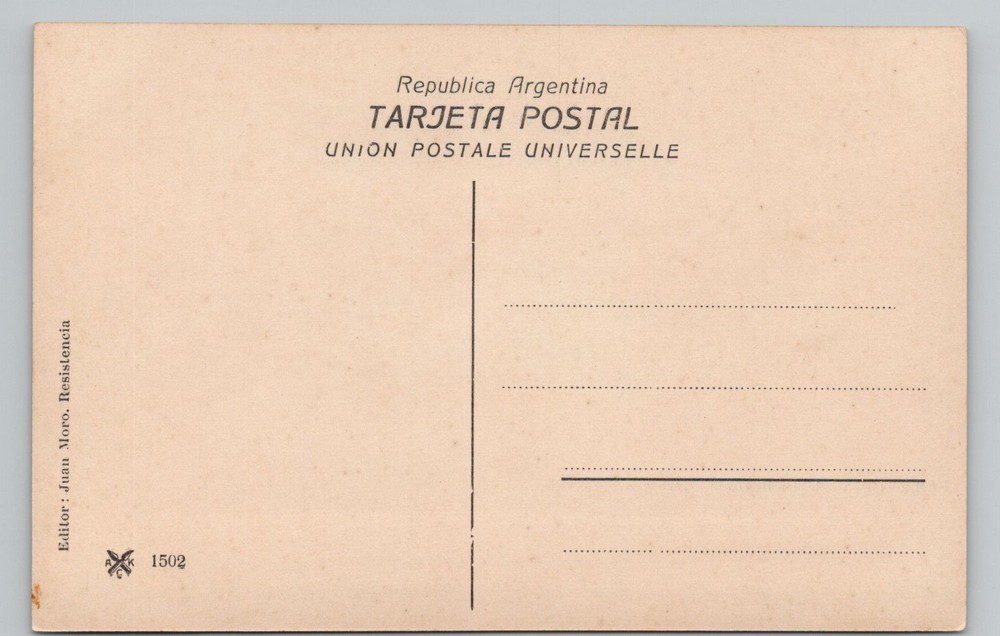 Republica Argentina
TARJETA POSTAL
UNION POSTALE UNIVERSELLE
Editor: Juan Moro. Resistencia
A K C
1502